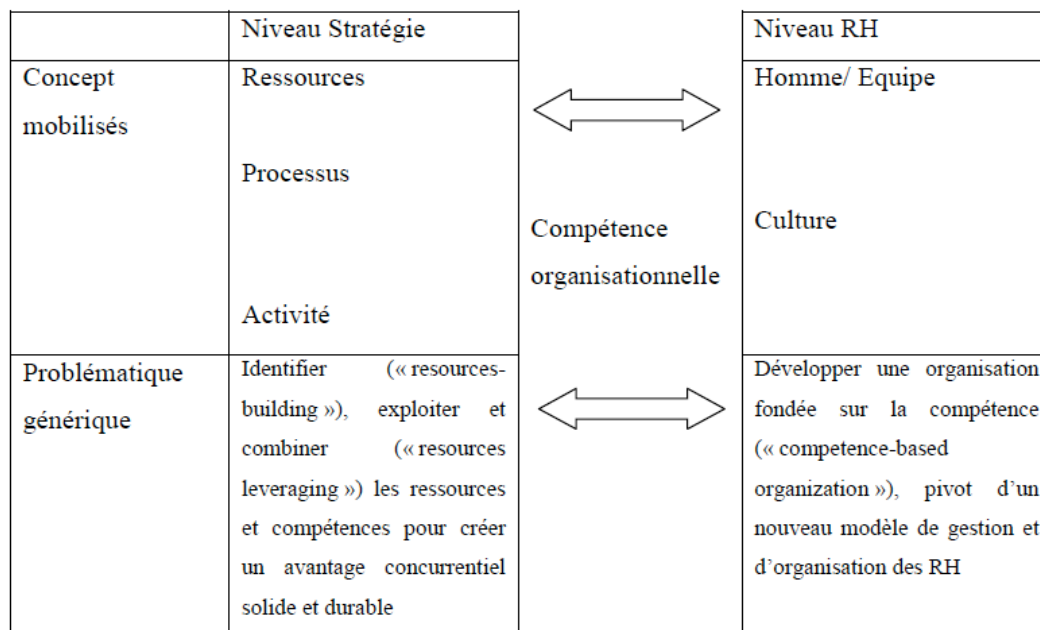 Niveau Stratégie
Niveau RH
Concept
mobilisés
Ressources
Processus
Activité
Compétence
organisationnelle
Homme/ Equipe
Culture
Problématique
générique
Identifier (« resources-
building »), exploiter et
combiner (« resources
leveraging ») les ressources
et compétences pour créer
un avantage concurrentiel
solide et durable
Développer une organisation
fondée sur la compétence
(« competence-based
organization »), pivot d’un
nouveau modèle de gestion et
d’organisation des RH